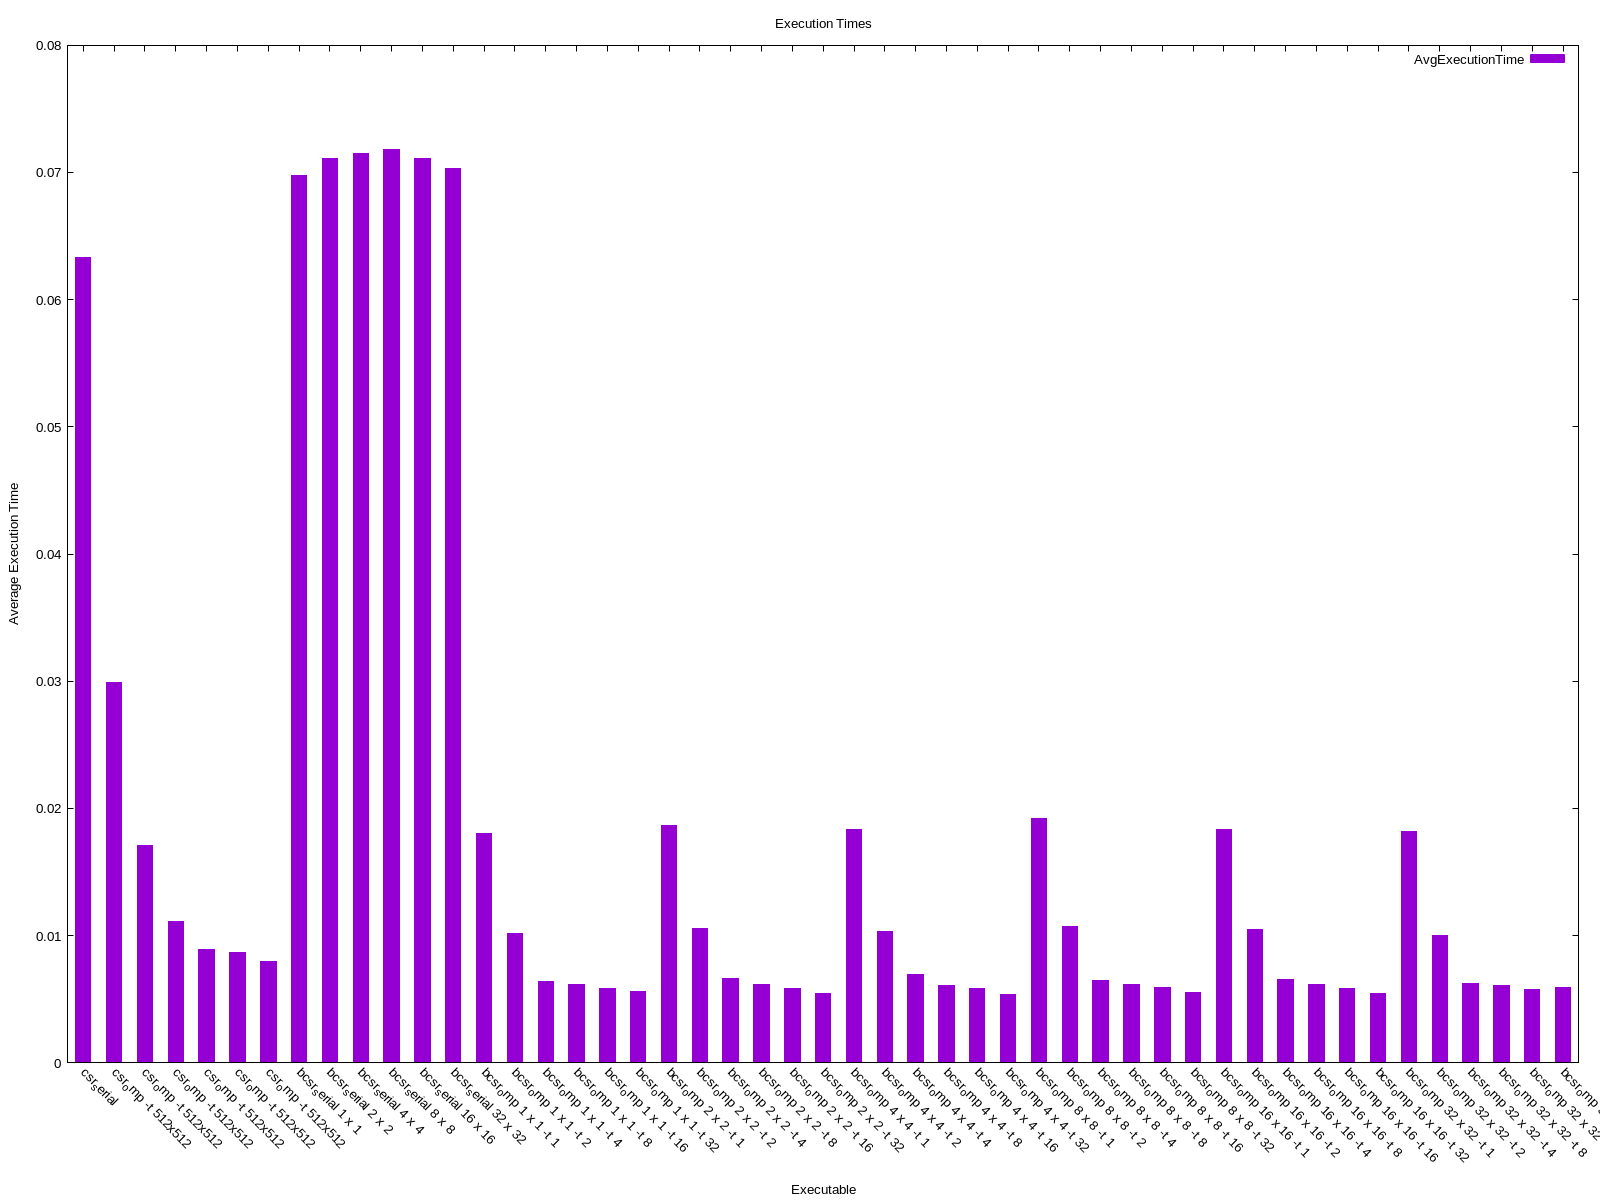 Execution Times
AvgExecutionTime
0.08
0.07
0.06
0.05
0.04
0.03
0.02
0.01
0
Average Execution Time
csrserial
csromp -t 512x512
csromp -t 512x512
csromp -t 512x512
csromp -t 512x512
csromp -t 512x512
csromp -t 512x512
bcsrserial 1 x 1
bcsrserial 2 x 2
bcsrserial 4 x 4
bcsrserial 8 x 8
bcsrserial 16 x 16
bcsrserial 32 x 32
bcsromp 1 x 1 -t 1
bcsromp 1 x 1 -t 2
bcsromp 1 x 1 -t 4
bcsromp 1 x 1 -t 8
bcsromp 1 x 1 -t 16
bcsromp 1 x 1 -t 32
bcsromp 2 x 2 -t 1
bcsromp 2 x 2 -t 2
bcsromp 2 x 2 -t 4
bcsromp 2 x 2 -t 8
bcsromp 2 x 2 -t 16
bcsromp 2 x 2 -t 32
bcsromp 4 x 4 -t 1
bcsromp 4 x 4 -t 2
bcsromp 4 x 4 -t 4
bcsromp 4 x 4 -t 8
bcsromp 4 x 4 -t 16
bcsromp 4 x 4 -t 32
bcsromp 8 x 8 -t 1
bcsromp 8 x 8 -t 2
bcsromp 8 x 8 -t 4
bcsromp 8 x 8 -t 8
bcsromp 8 x 8 -t 16
bcsromp 8 x 8 -t 32
bcsromp 16 x 16 -t 1
bcsromp 16 x 16 -t 2
bcsromp 16 x 16 -t 4
bcsromp 16 x 16 -t 8
bcsromp 16 x 16 -t 16
bcsromp 16 x 16 -t 32
bcsromp 32 x 32 -t 1
bcsromp 32 x 32 -t 2
bcsromp 32 x 32 -t 4
bcsromp 32 x 32 -t 8
bcsromp 32 x 32
bcsromp
Executable